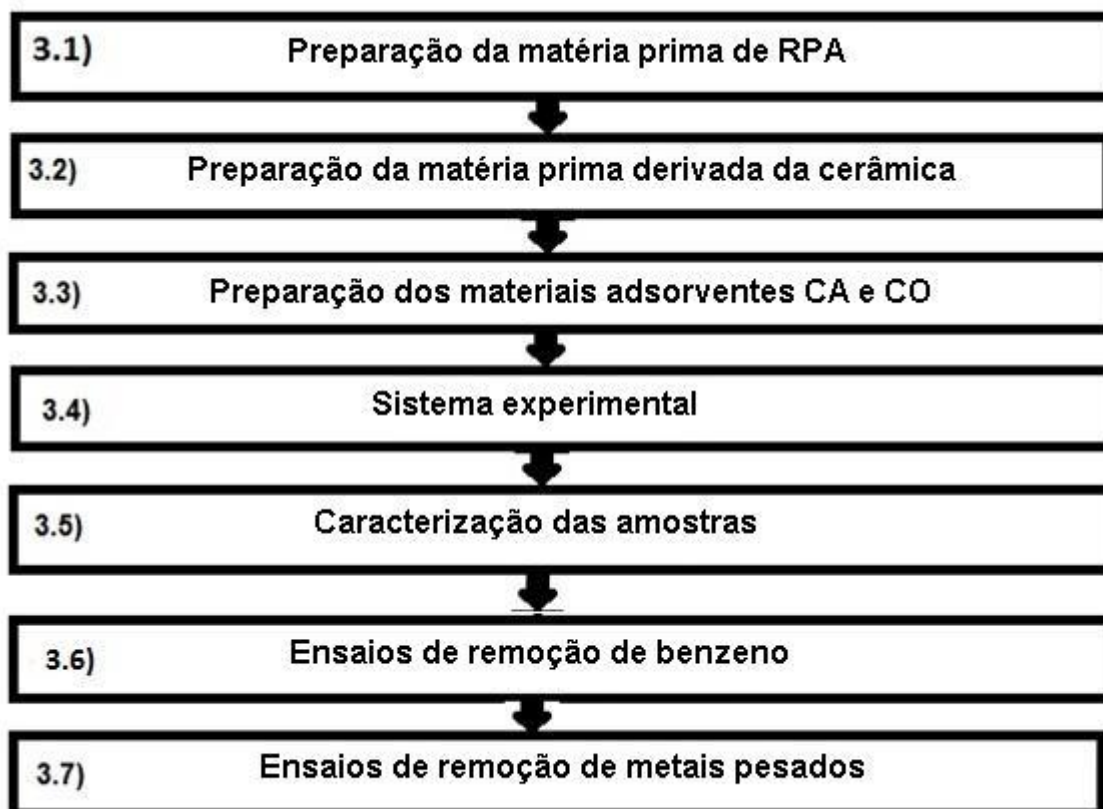 3.1) Preparação da matéria prima de RPA
3.2) Preparação da matéria prima derivada da cerâmica
3.3) Preparação dos materiais adsorventes CA e CO
3.4) Sistema experimental
3.5) Caracterização das amostras
3.6) Ensaios de remoção de benzeno
3.7) Ensaios de remoção de metais pesados